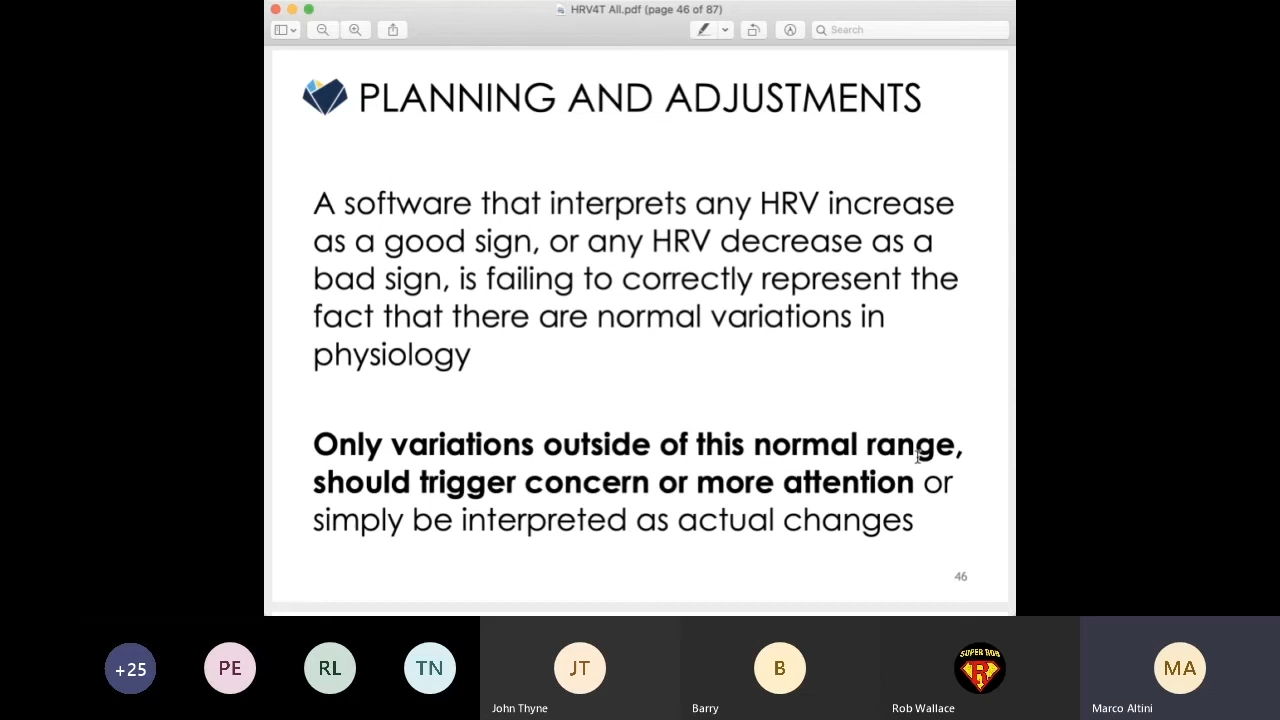 HRV4T All.pdf (page 46 of 87)
Search
PLANNING AND ADJUSTMENTS
A software that interprets any HRV increase
as a good sign, or any HRV decrease as a
bad sign, is failing to correctly represent the
fact that there are normal variations in
physiology
Only variations outside of this normal range,
should trigger concern or more attention or
simply be interpreted as actual changes
46
+25
PE
RL
TN
JT
John Thyne
B
Barry
SUPER ROB
R
Rob Wallace
MA
Marco Altini